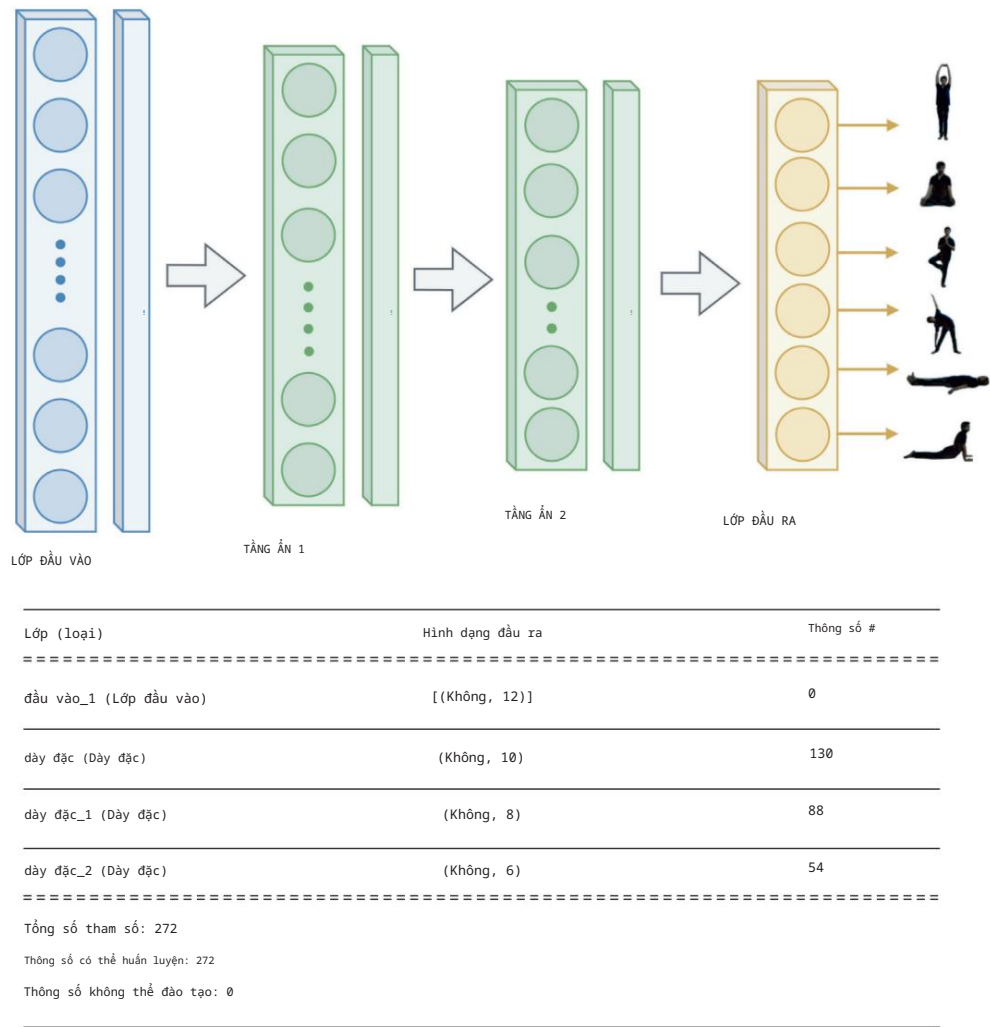 LỚP ĐẦU VÀO
TẦNG ẨN 1
TẦNG ẨN 2
LỚP ĐẦU RA
Lớp (loại) Hình dạng đầu ra Thông số #
đầu vào_1 (Lớp đầu vào) [(Không, 12)] 0
dày đặc (Dày đặc) (Không, 10) 130
dày đặc_1 (Dày đặc) (Không, 8) 88
dày đặc_2 (Dày đặc) (Không, 6) 54
Tổng số tham số: 272
Thông số có thể huấn luyện: 272
Thông số không thể đào tạo: 0